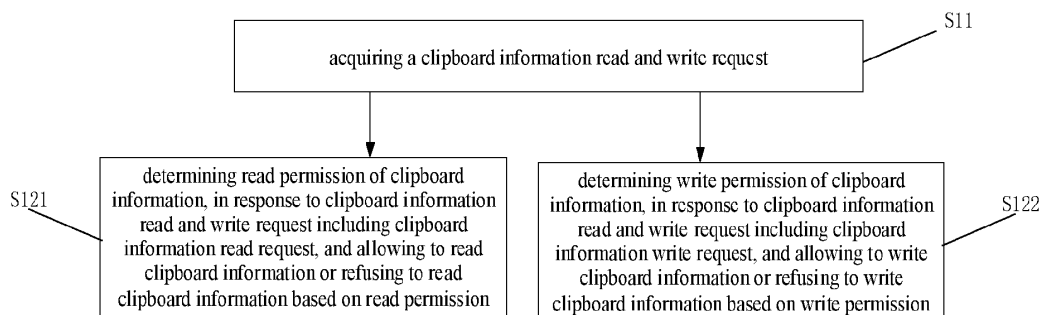 S11
acquiring a clipboard information read and write request
S121
determining read permission of clipboard
information, in response to clipboard information
read and write request including clipboard
information read request, and allowing to read
clipboard information or refusing to read
clipboard information based on read permission
determining write permission of clipboard
information, in response to clipboard information
read and write request including clipboard
information write request, and allowing to write
clipboard information or refusing to write
clipboard information based on write permission
S122